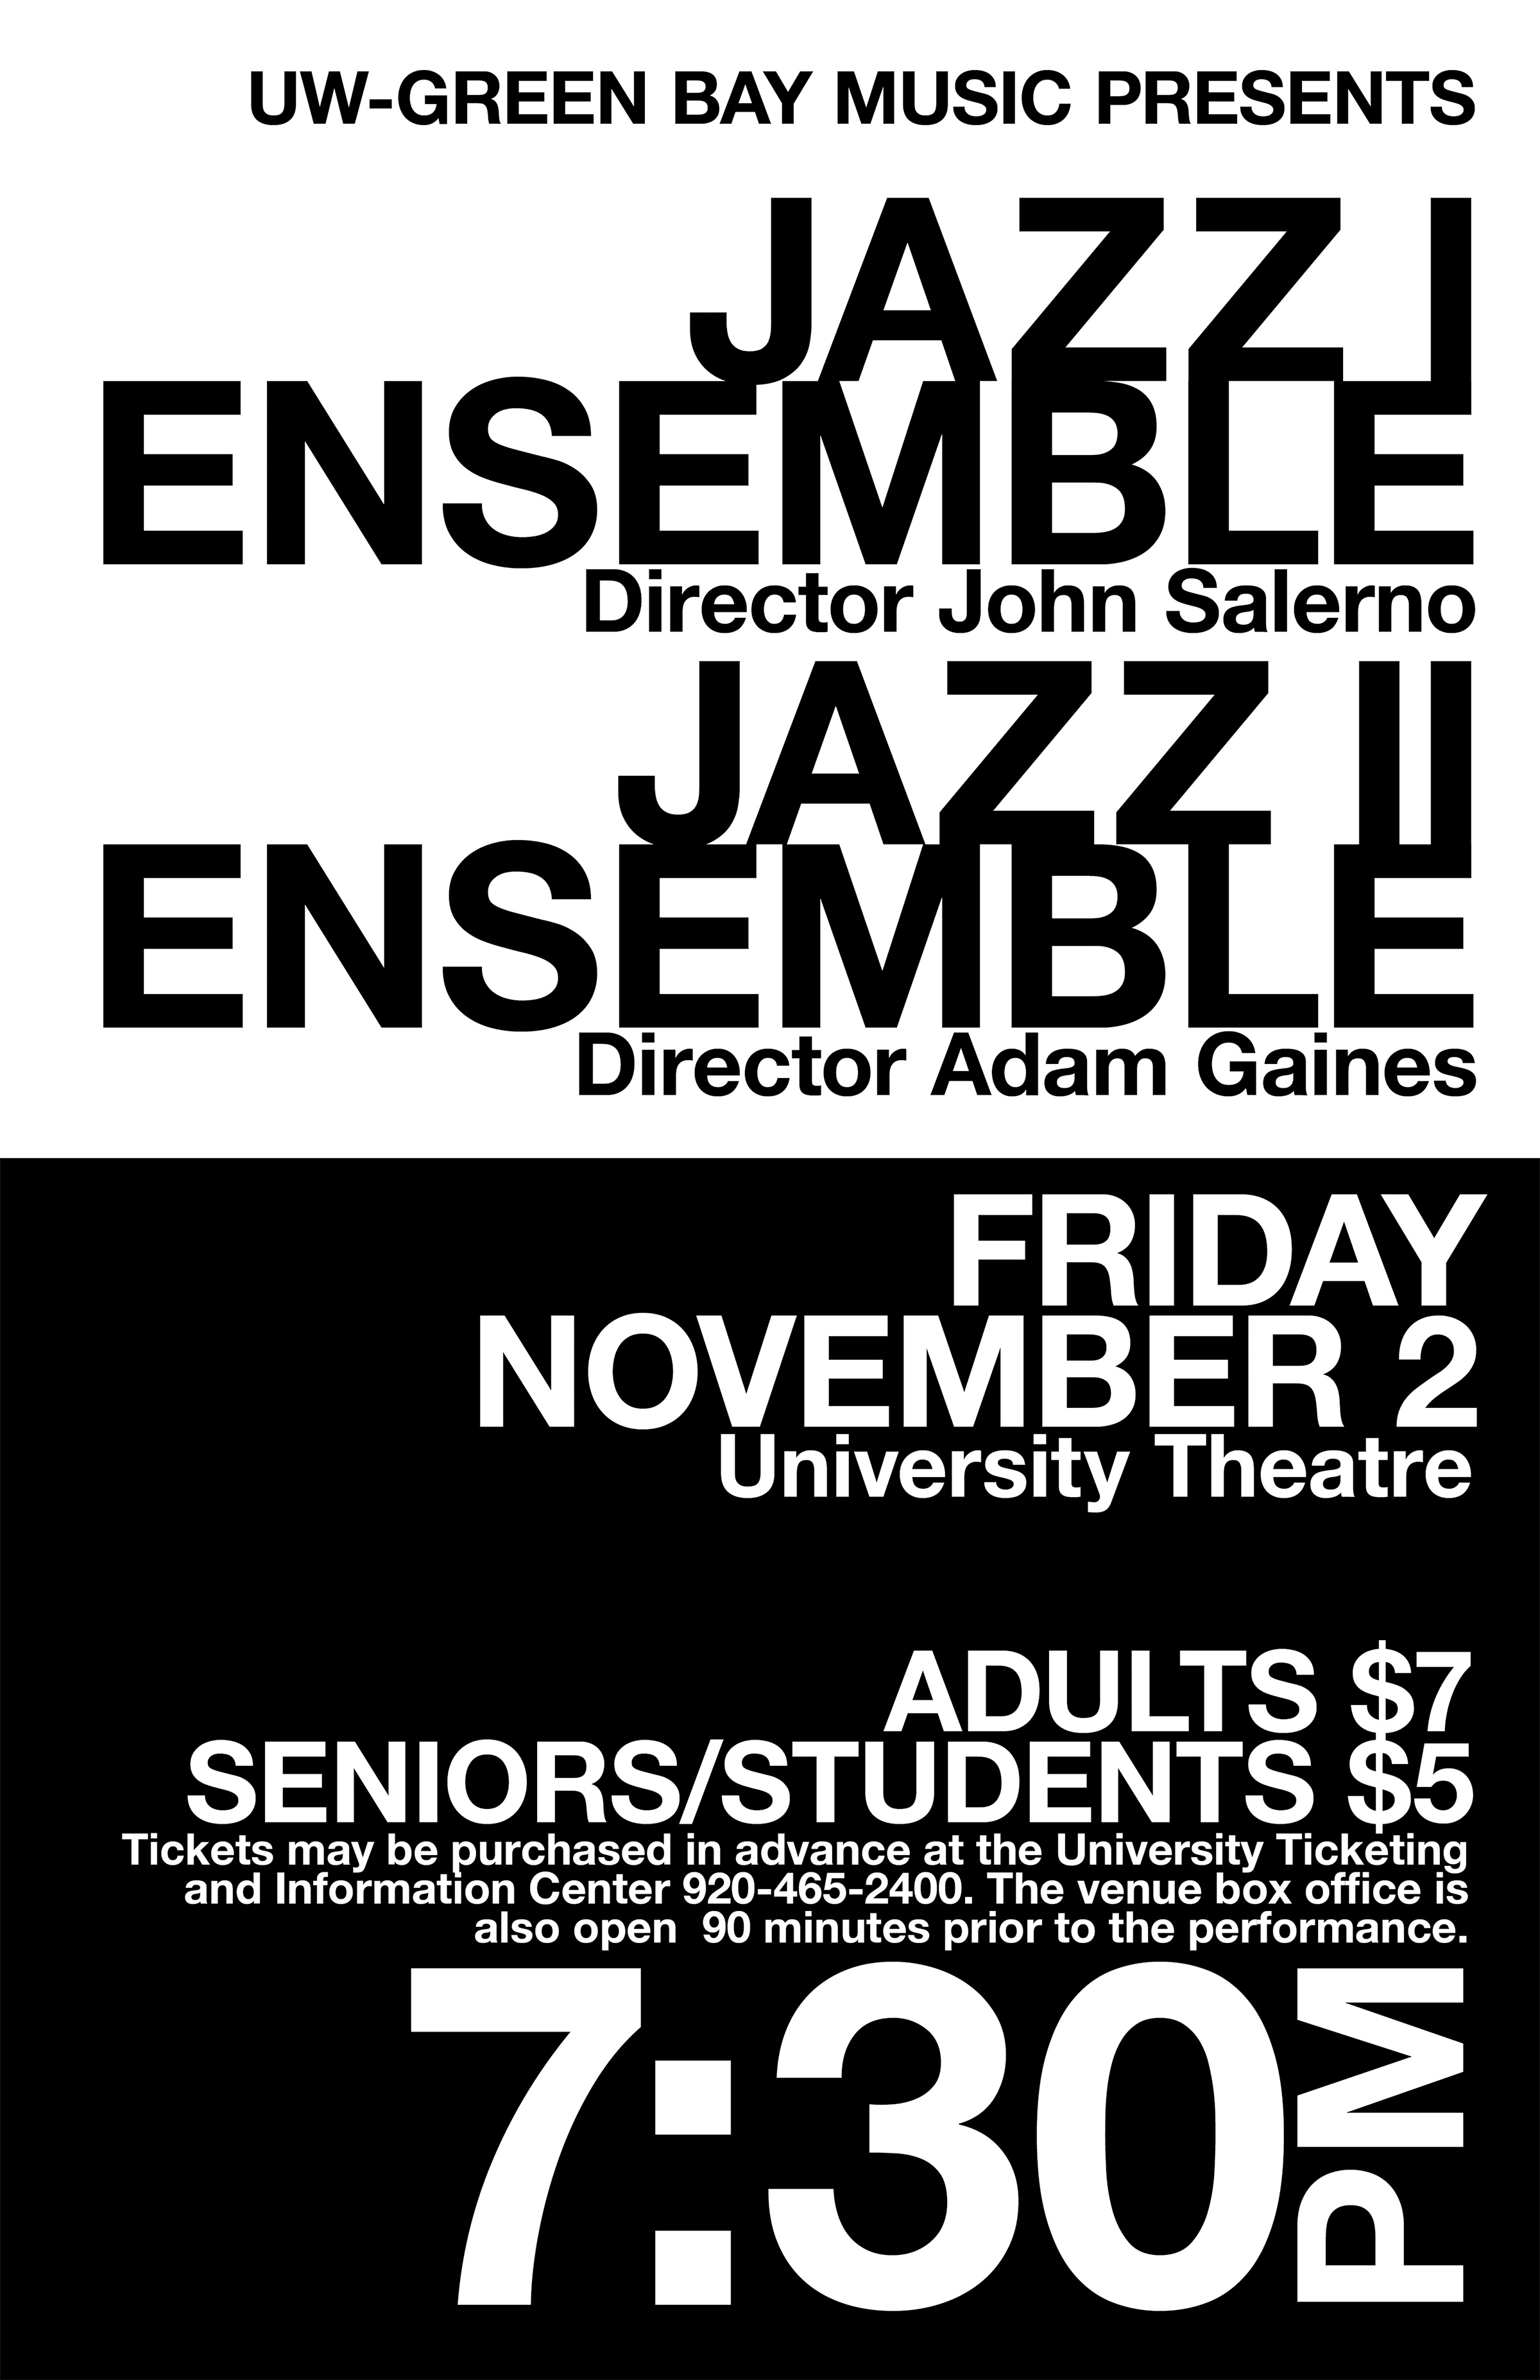 UW-GREEN BAY MUSIC PRESENTS
JAZZ I
ENSEMBLE
Director John Salerno
JAZZ II
ENSEMBLE
Director Adam Gaines
FRIDAY
NOVEMBER 2
University Theatre
ADULTS $7
SENIORS/STUDENTS $5
Tickets may be purchased in advance at the University Ticketing
and Information Center 920-465-2400. The venue box office is
also open  90 minutes prior to the performance.
7:30 PM